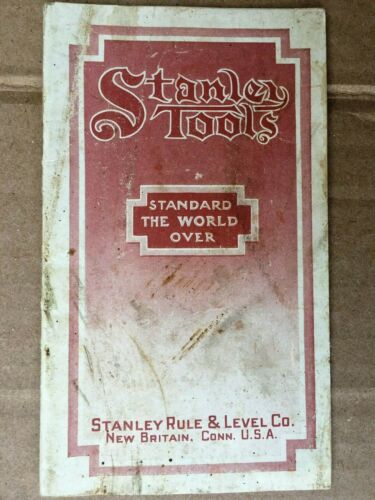 Stanley
Tools
STANDARD
THE WORLD
OVER
STANLEY RULE & LEVEL CO.
NEW BRITAIN, CONN. U.S.A.